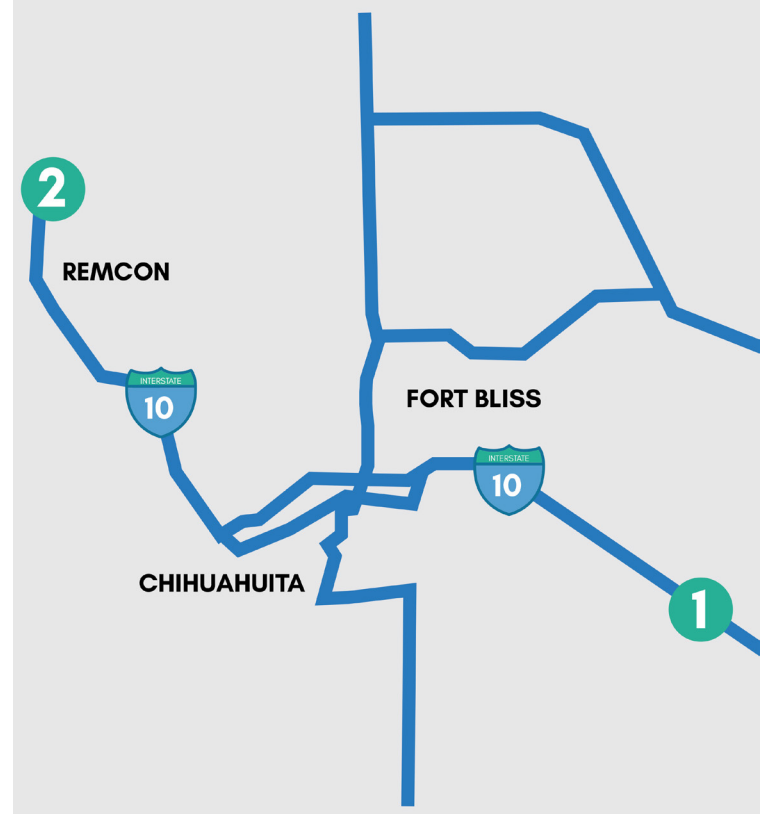 2
REMCON
INTERSTATE
10
FORT BLISS
INTERSTATE
10
CHIHUAHUITA
1